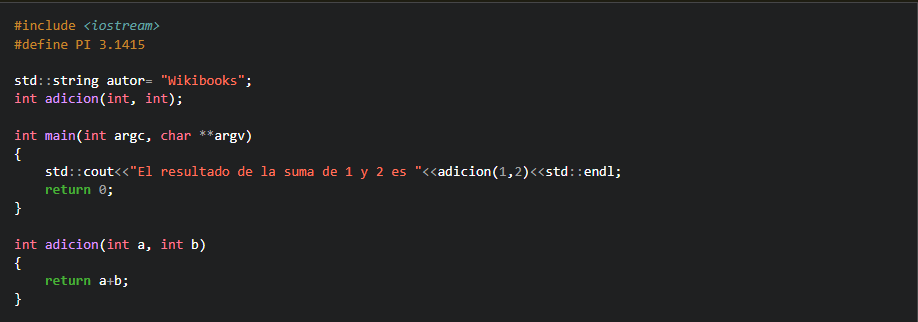 #include <iostream>
#define PI 3.1415
std::string autor= "Wikibooks";
int adicion(int, int);
int main(int argc, char **argv)
{
    std::cout<<"El resultado de la suma de 1 y 2 es "<<adicion(1,2)<<std::endl;
    return 0;
}
int adicion(int a, int b)
{
    return a+b;
}